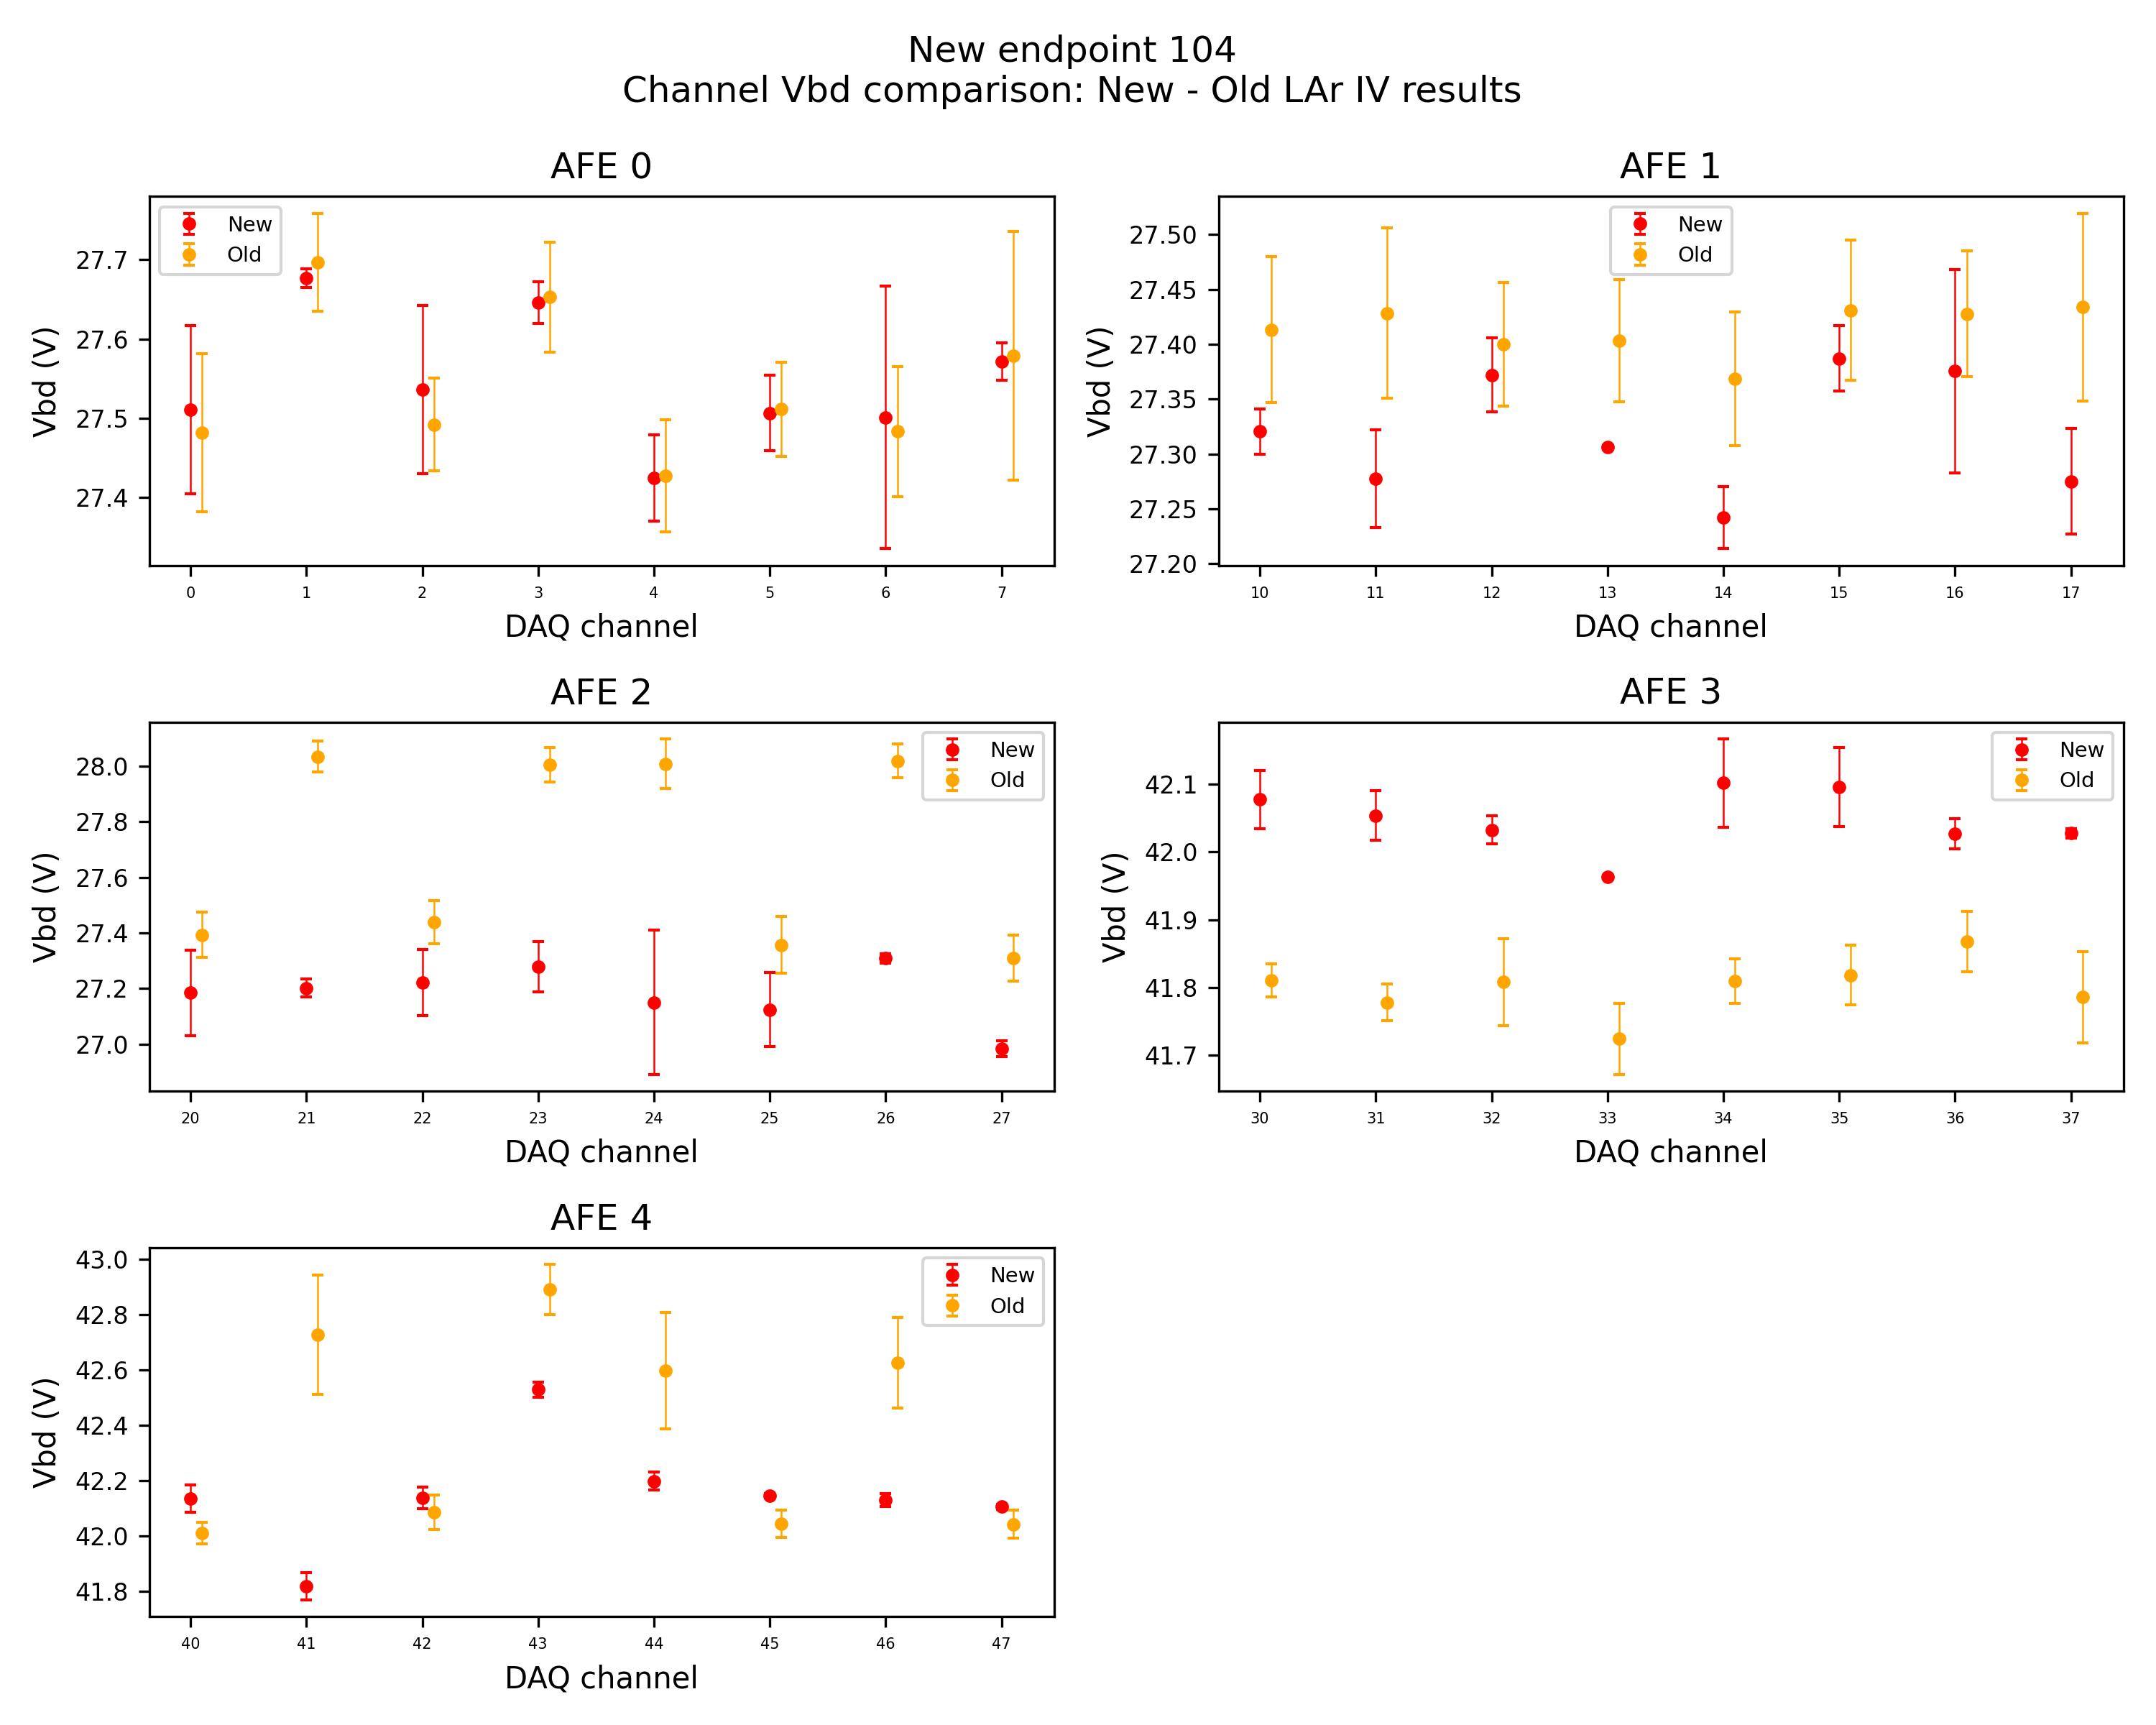 New endpoint 104
Channel Vbd comparison: New - Old LAr IV results
AFE 0
New
Old
27.7
27.6
27.5
27.4
Vbd (V)
0 1 2 3 4 5 6 7
DAQ channel
AFE 1
New
Old
27.50
27.45
27.40
27.35
27.30
27.25
27.20
Vbd (V)
10 11 12 13 14 15 16 17
DAQ channel
AFE 2
New
Old
28.0
27.8
27.6
27.4
27.2
27.0
Vbd (V)
20 21 22 23 24 25 26 27
DAQ channel
AFE 3
New
Old
42.1
42.0
41.9
41.8
41.7
Vbd (V)
30 31 32 33 34 35 36 37
DAQ channel
AFE 4
New
Old
43.0
42.8
42.6
42.4
42.2
42.0
41.8
Vbd (V)
40 41 42 43 44 45 46 47
DAQ channel